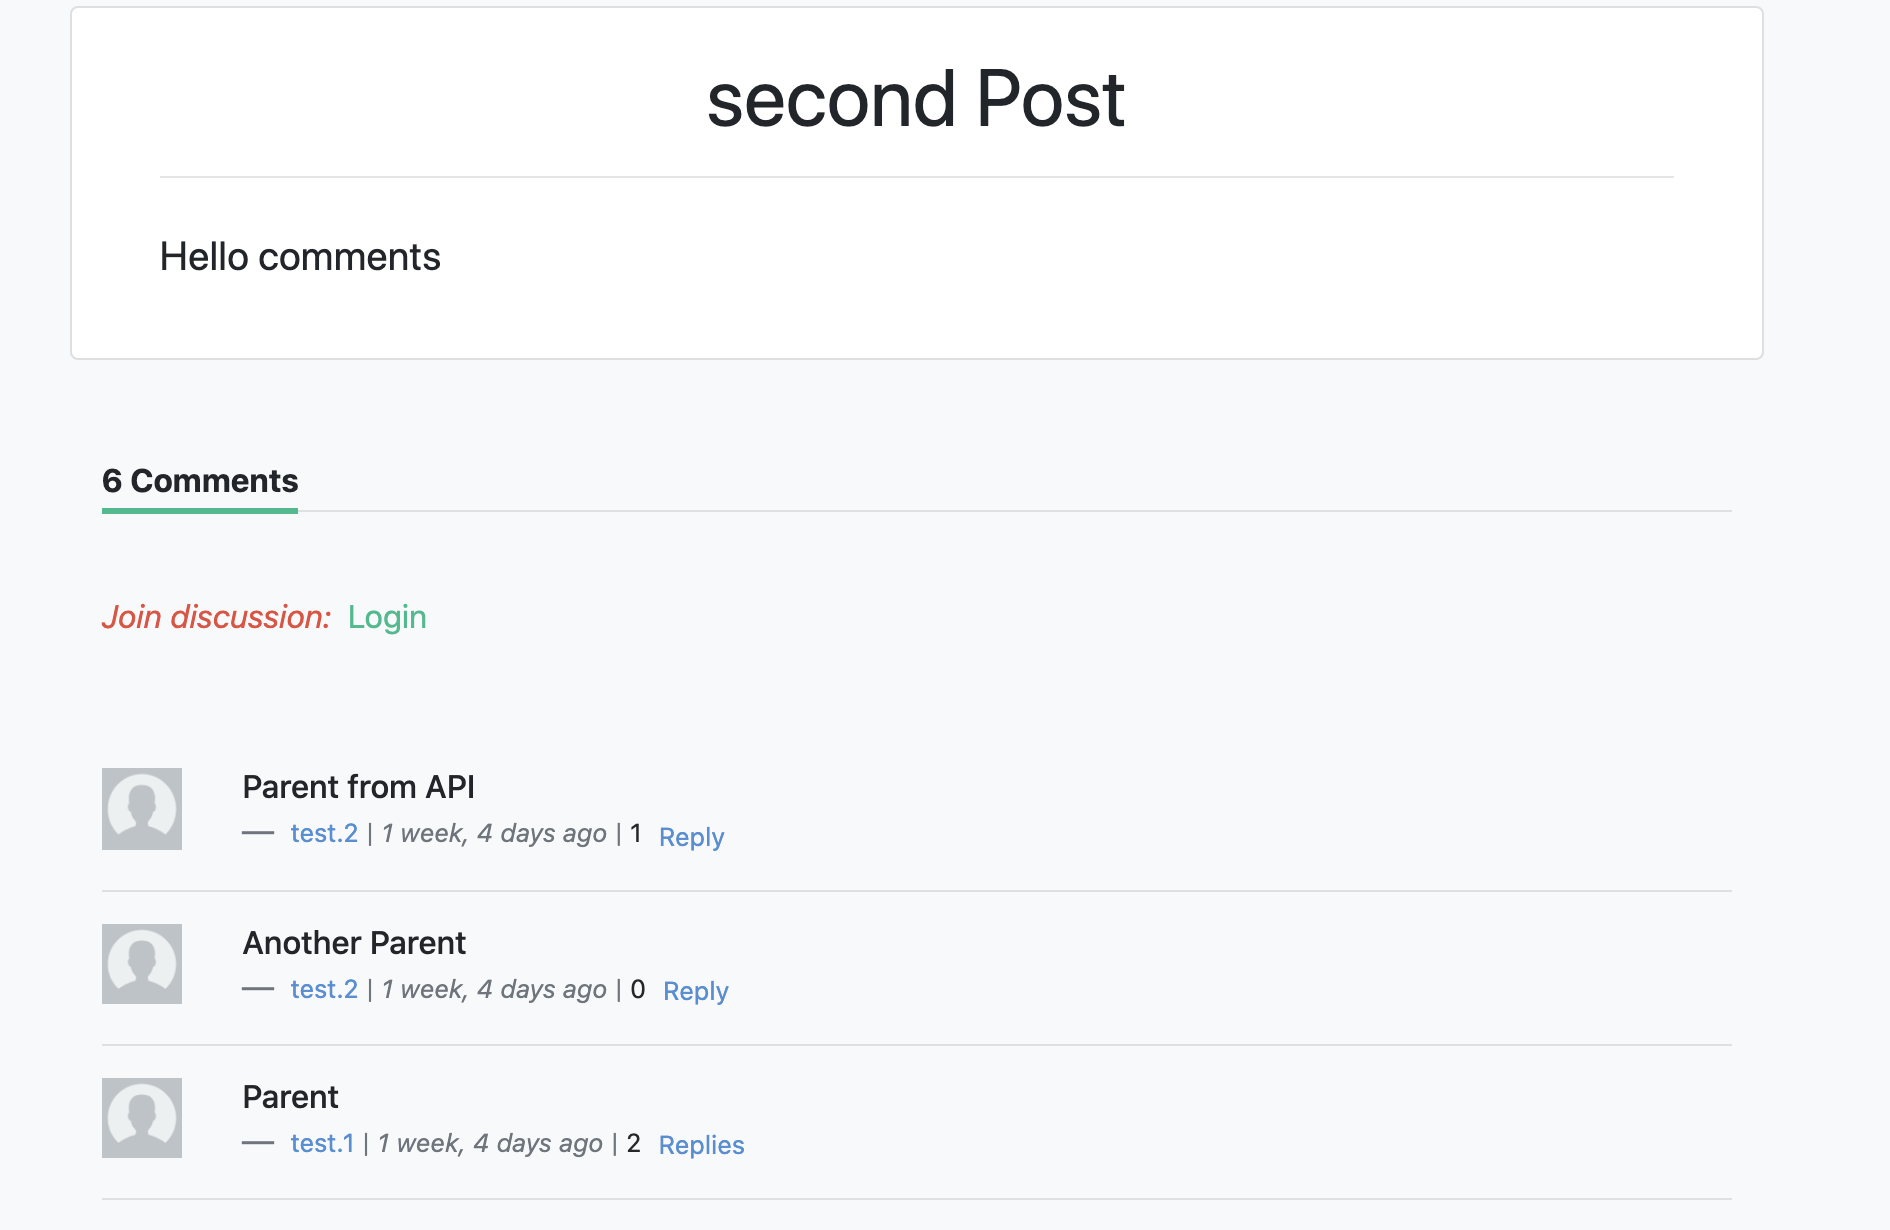 second Post
Hello comments
6 Comments
Join discussion: Login
Parent from API
— test.2 | 1 week, 4 days ago | 1 Reply
Another Parent
— test.2 | 1 week, 4 days ago | 0 Reply
Parent
— test.1 | 1 week, 4 days ago | 2 Replies